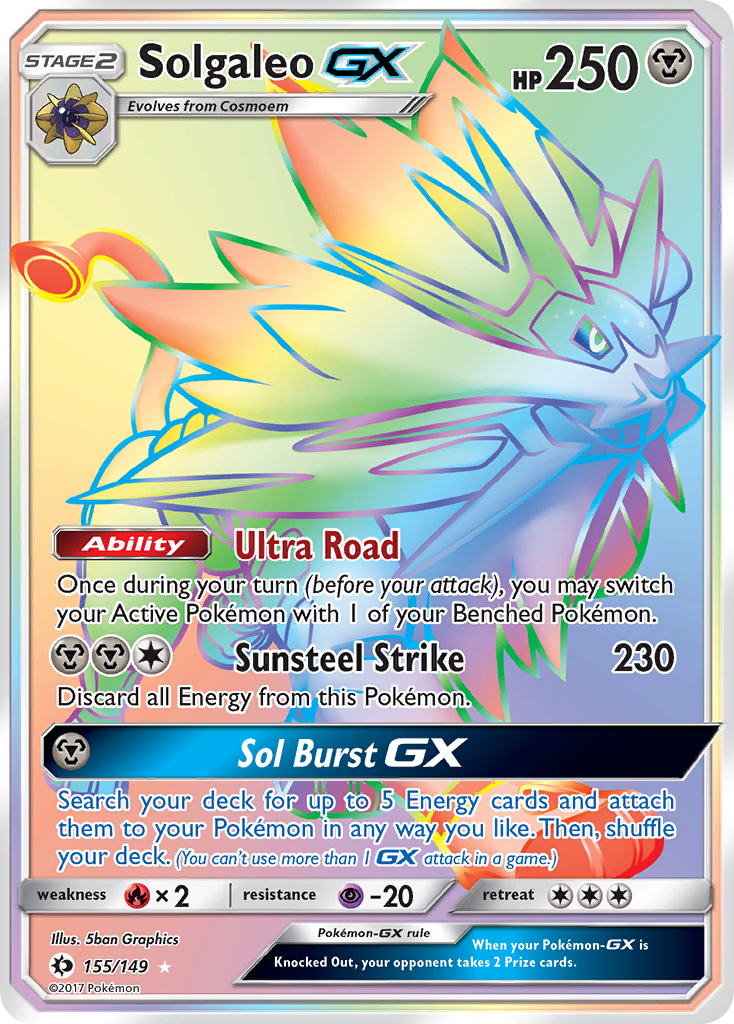 STAGE2 Solgaleo GX HP250
Evolves from Cosmoem
Ability Ultra Road
Once during your turn (before your attack), you may switch
your Active Pokémon with 1 of your Benched Pokémon.
Sunsteel Strike 230
Discard all Energy from this Pokémon.
Sol Burst GX
Search your deck for up to 5 Energy cards and attach
them to your Pokémon in any way you like. Then, shuffle
your deck. (You can't use more than 1 GX attack in a game.)
weakness ×2 resistance -20 retreat
Illus. 5ban Graphics
155/149
©2017 Pokémon
Pokémon-GX rule
When your Pokémon-GX is
Knocked Out, your opponent takes 2 Prize cards.